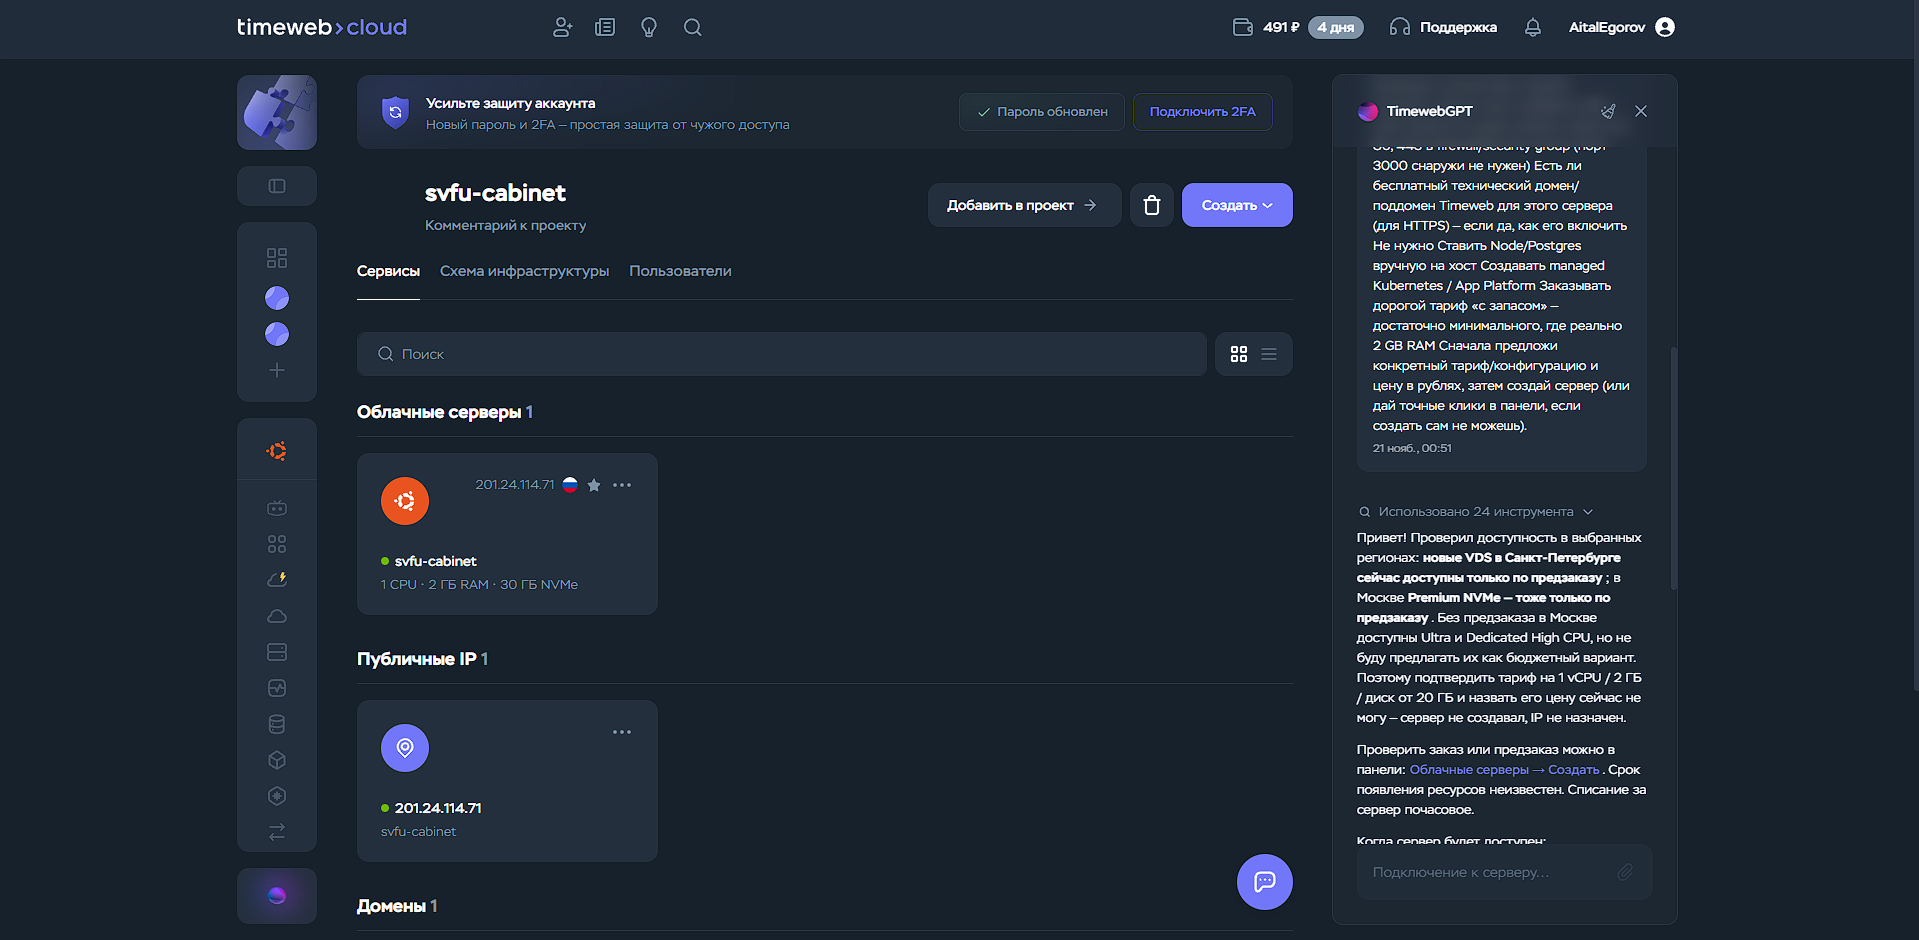 timeweb>cloud
491 ₽
4 дня
Поддержка
AitalEgorov
Усильте защиту аккаунта
Новый пароль и 2FA – простая защита от чужого доступа
Пароль обновлен
Подключить 2FA
svfu-cabinet
Комментарий к проекту
Добавить в проект
Создать
Сервисы
Схема инфраструктуры
Пользователи
Поиск
Облачные серверы 1
201.24.114.71
svfu-cabinet
1 CPU · 2 ГБ RAM · 30 ГБ NVMe
Публичные IP 1
201.24.114.71
svfu-cabinet
Домены 1
TimewebGPT
3000 снаружи не нужен) Есть ли
бесплатный технический домен/
поддомен Timeweb для этого сервера
(для HTTPS) – если да, как его включить
Не нужно Ставить Node/Postgres
вручную на хост Создавать managed
Kubernetes / App Platform Заказывать
дорогой тариф «с запасом» –
достаточно минимального, где реально
2 GB RAM Сначала предложи
конкретный тариф/конфигурацию и
цену в рублях, затем создай сервер (или
дай точные клики в панели, если
создать сам не можешь).
21 нояб., 00:51
Использовано 24 инструмента
Привет! Проверил доступность в выбранных
регионах: новые VDS в Санкт-Петербурге
сейчас доступны только по предзаказу ; в
Москве Premium NVMe – тоже только по
предзаказу . Без предзаказа в Москве
доступны Ultra и Dedicated High CPU, но не
буду предлагать их как бюджетный вариант.
Поэтому подтвердить тариф на 1 vCPU / 2 ГБ
/ диск от 20 ГБ и назвать его цену сейчас не
могу – сервер не создавал, IP не назначен.
Проверить заказ или предзаказ можно в
панели: Облачные серверы → Создать . Срок
появления ресурсов неизвестен. Списание за
сервер почасовое.
Когда сервер будет доступен:
Подключение к серверу...